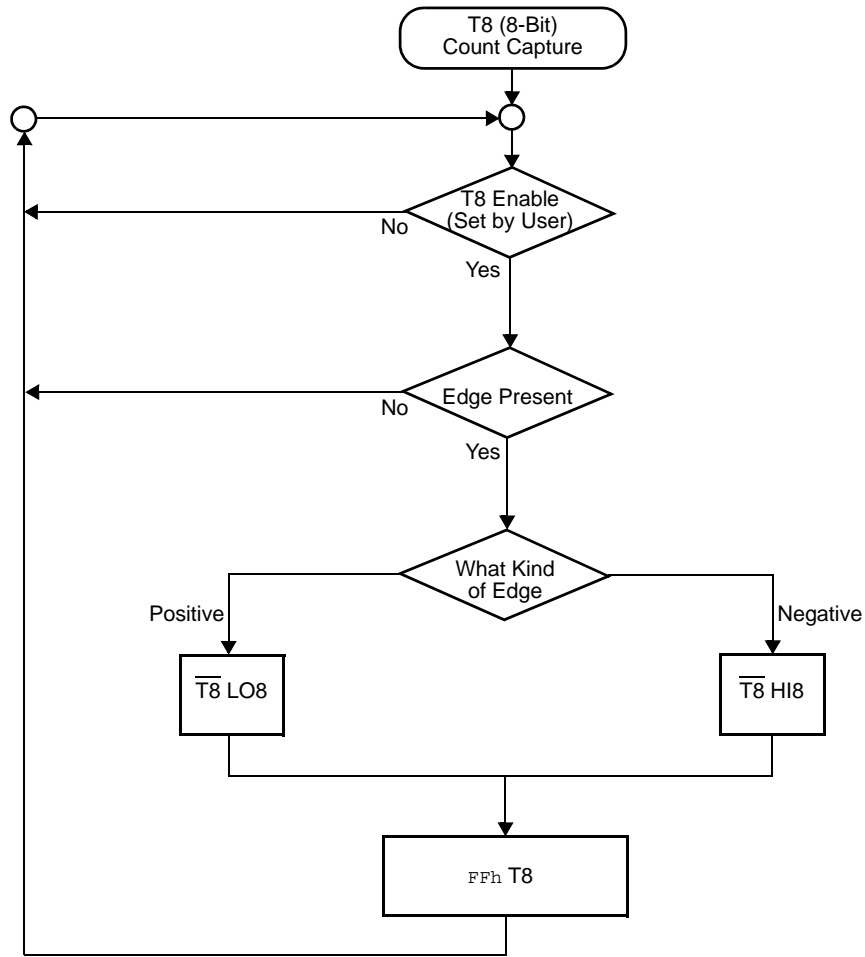 T8 (8-Bit)
Count Capture
T8 Enable
(Set by User)
No
Yes
Edge Present
No
Yes
What Kind
of Edge
Positive
Negative
T8̅ LO8
T8̅ HI8
FFh T8